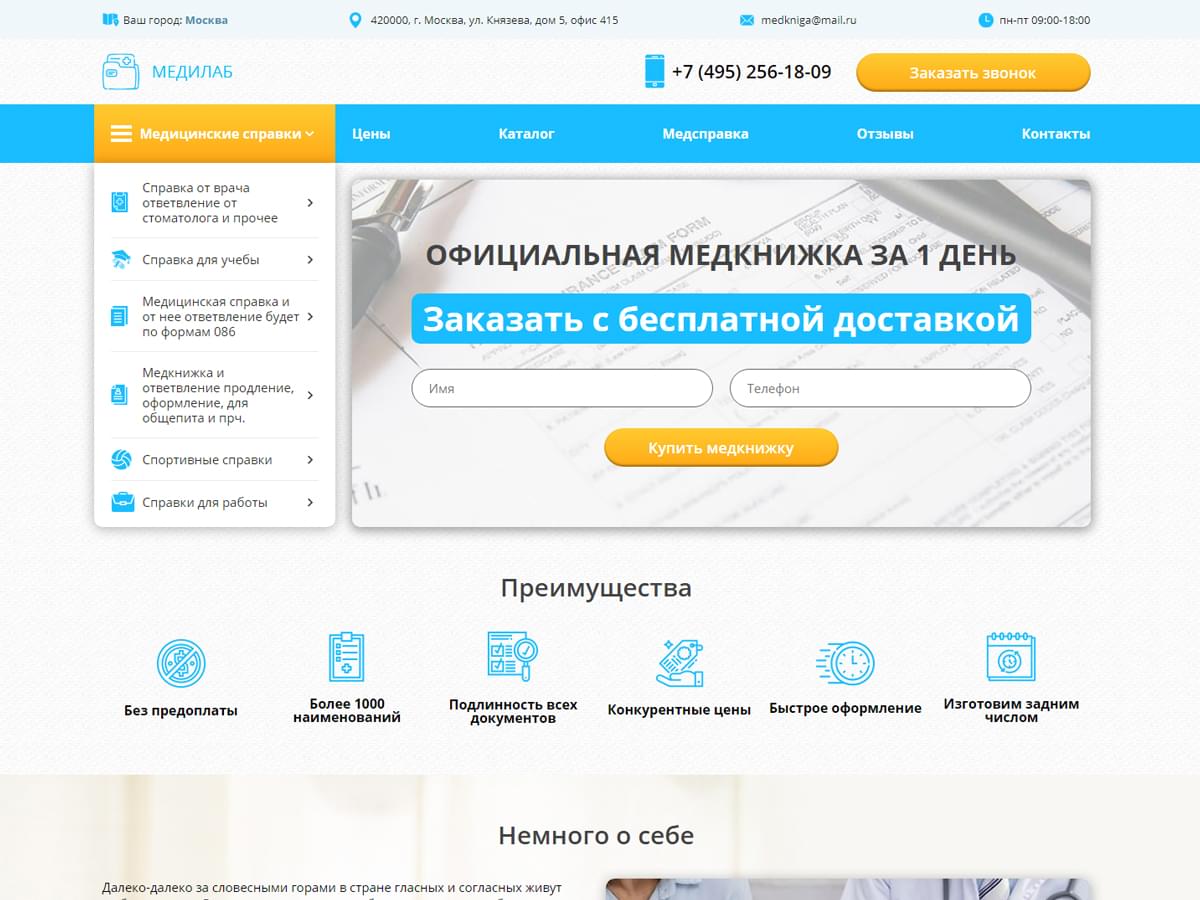 Ваш город: Москва
420000, г. Москва, ул. Князева, дом 5, офис 415
medkniga@mail.ru
пн-пт 09:00-18:00
МЕДИЛАБ
+7 (495) 256-18-09
Заказать звонок
Медицинские справки
Цены
Каталог
Медсправка
Отзывы
Контакты
Справка от врача
ответвление от
стоматолога и прочее
Справка для учебы
Медицинская справка и
от нее ответвление будет
по формам 086
Медкнижка и
ответвление продление,
оформление, для
общепита и прч.
Спортивные справки
Справки для работы
ОФИЦИАЛЬНАЯ МЕДКНИЖКА ЗА 1 ДЕНЬ
Заказать с бесплатной доставкой
Имя
Телефон
Купить медкнижку
Преимущества
Без предоплаты
Более 1000
наименований
Подлинность всех
документов
Конкурентные цены
Быстрое оформление
Изготовим задним
числом
Немного о себе
Далеко-далеко за словесными горами в стране гласных и согласных живут